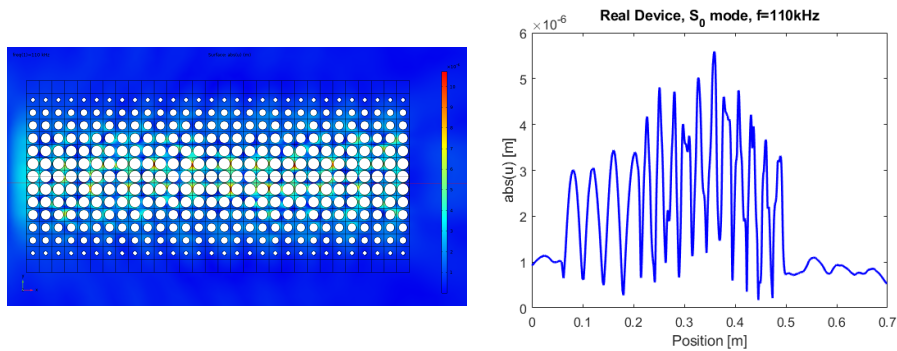 Real Device, S₀ mode, f=110kHz
×10⁻⁶
6
5
4
3
2
1
0
abs(u) [m]
0 0.1 0.2 0.3 0.4 0.5 0.6 0.7
Position [m]